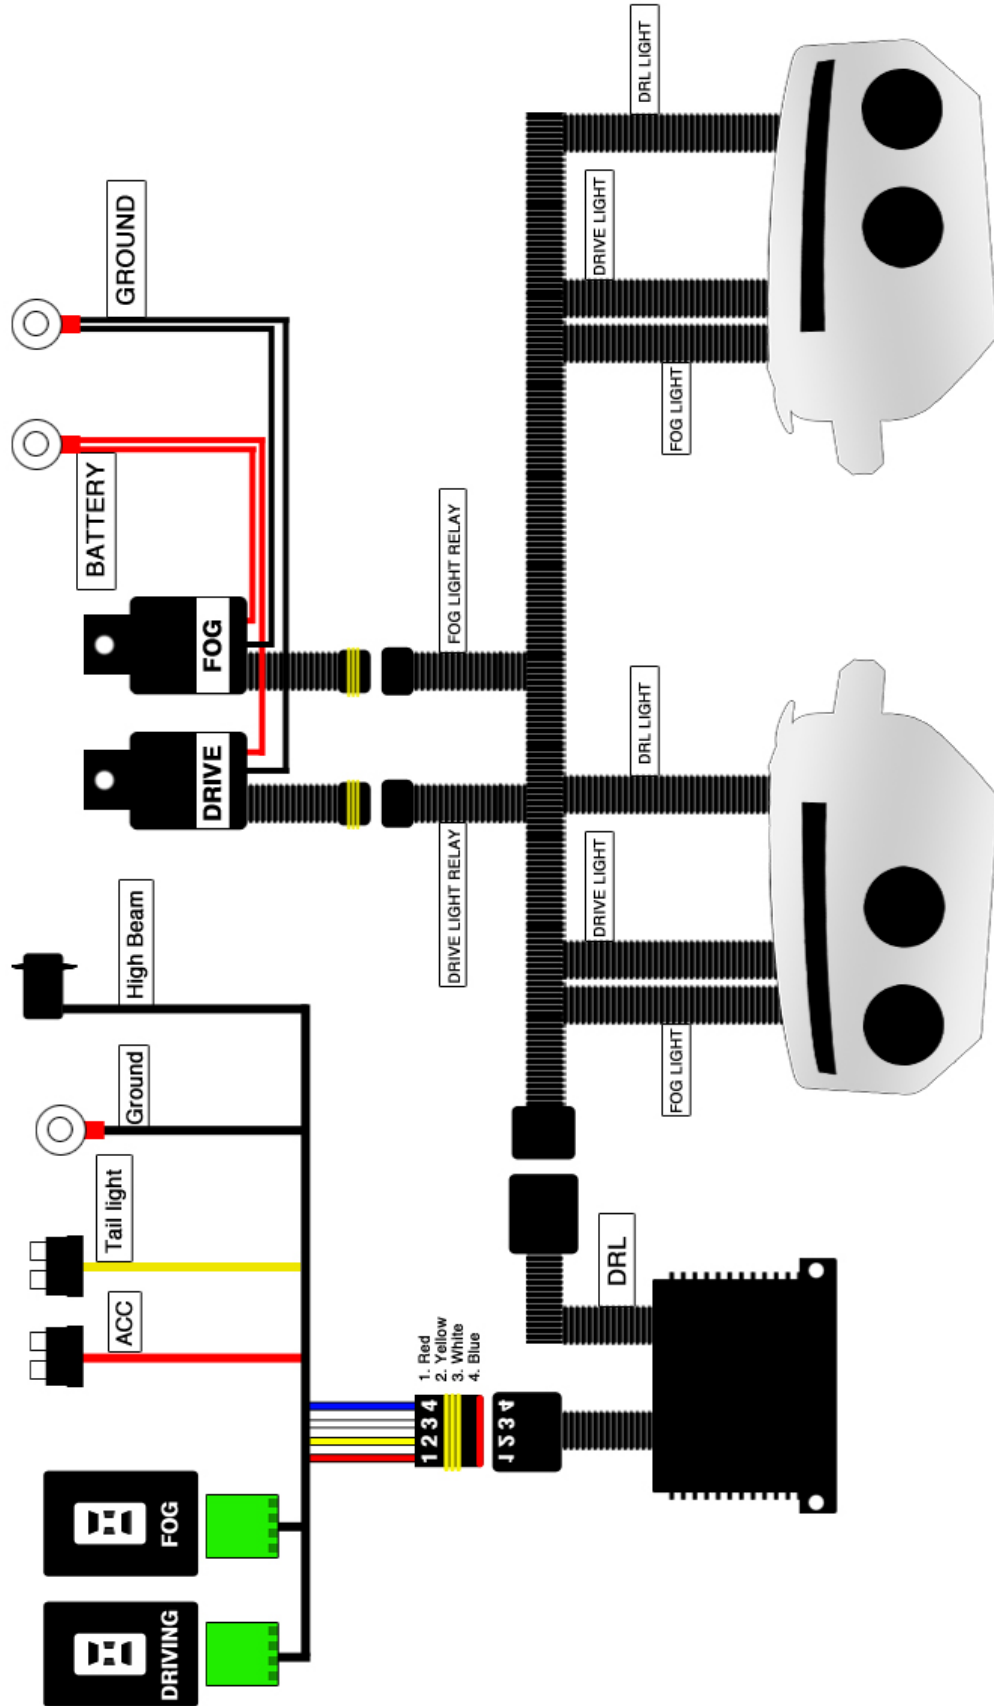 DRIVING
FOG
ACC
Tail light
Ground
High Beam
DRIVE
FOG
BATTERY
GROUND
1 2 3 4
1. Red
2. Yellow
3. White
4. Blue
1 2 3 4
DRL
DRIVE LIGHT RELAY
FOG LIGHT RELAY
FOG LIGHT
DRIVE LIGHT
DRL LIGHT
FOG LIGHT
DRIVE LIGHT
DRL LIGHT